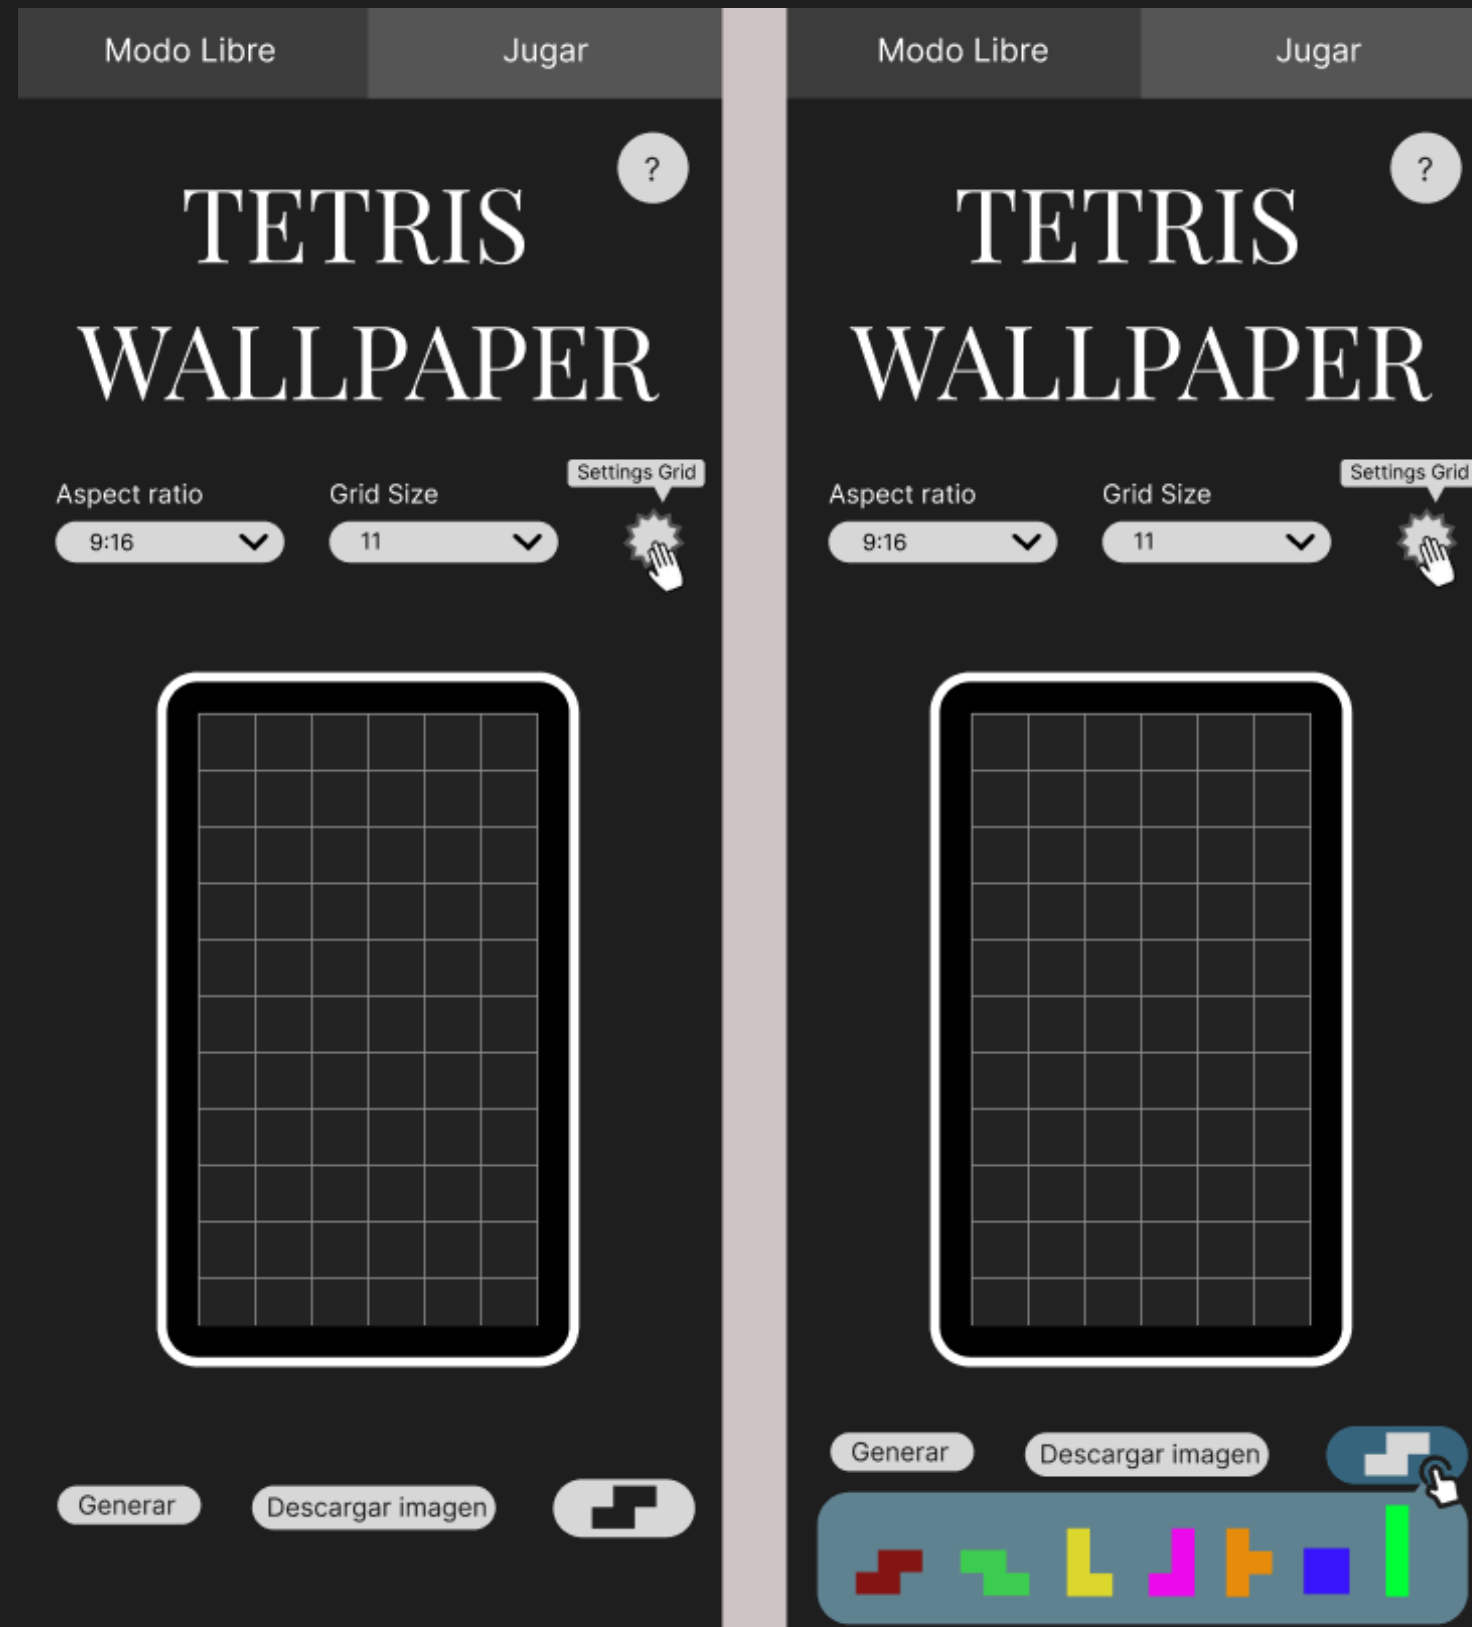 Modo Libre
Jugar
?
TETRIS
WALLPAPER
Settings Grid
Aspect ratio
Grid Size
9:16
11
Generar
Descargar imagen
Modo Libre
Jugar
?
TETRIS
WALLPAPER
Settings Grid
Aspect ratio
Grid Size
9:16
11
Generar
Descargar imagen